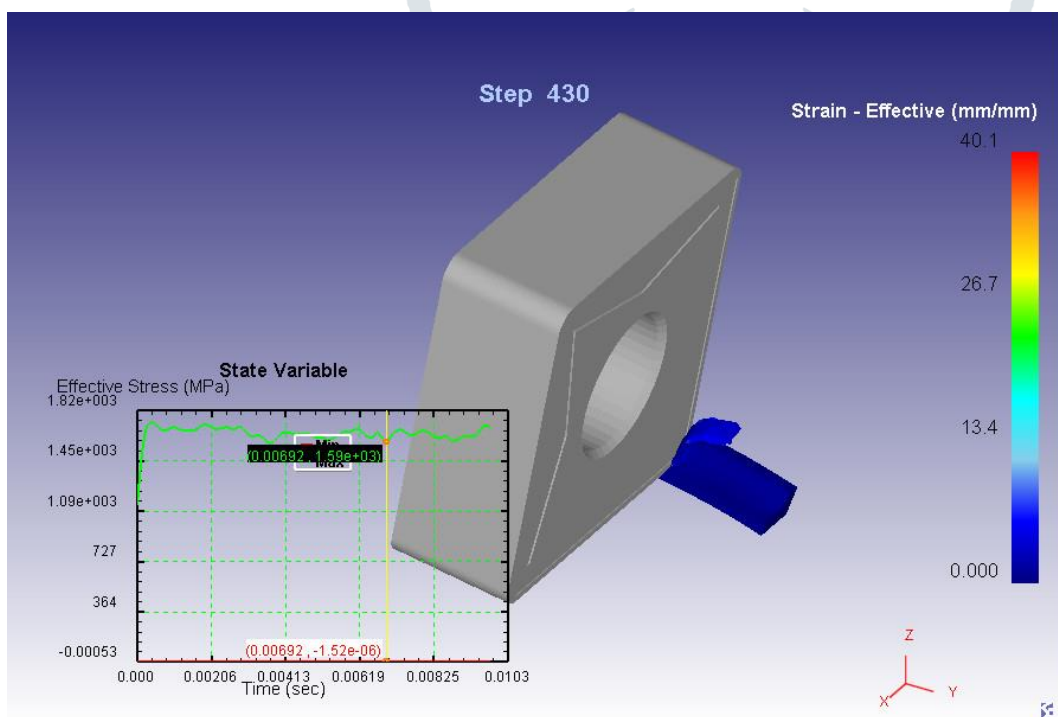 Step 430
Strain - Effective (mm/mm)
40.1
26.7
13.4
0.000
State Variable
Effective Stress (MPa)
1.82e+003
1.45e+003
1.09e+003
727
364
-0.00053
Min
(0.00692, 1.59e+03)
Max
(0.00692, -1.52e-06)
0.000 0.00206 0.00413 0.00619 0.00825 0.0103
Time (sec)
Z
X
Y